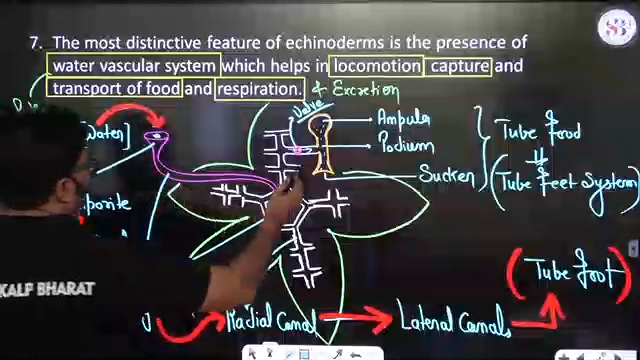 7. The most distinctive feature of echinoderms is the presence of
water vascular system which helps in locomotion capture and
transport of food and respiration. & Excretion
Valve
Ampula
[Water]
Podium
Tube food
Sucker
(Tube feet System)
KALP BHARAT
(Tube foot)
Radial Canal
Lateral Canals